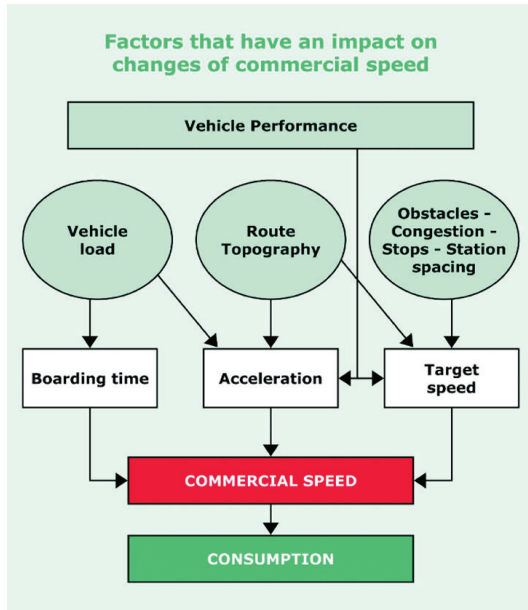 Factors that have an impact on
changes of commercial speed
Vehicle Performance
Vehicle
load
Route
Topography
Obstacles -
Congestion -
Stops - Station
spacing
Boarding time
Acceleration
Target
speed
COMMERCIAL SPEED
CONSUMPTION